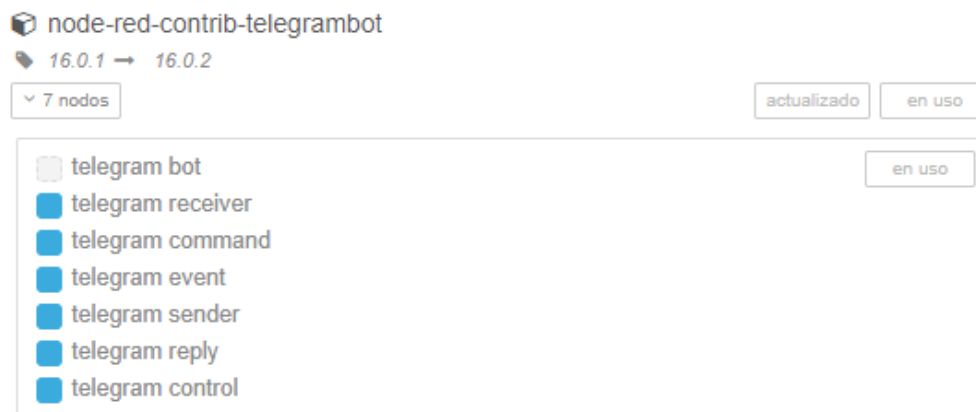 node-red-contrib-telegrambot
16.0.1 → 16.0.2
7 nodos actualizado en uso
telegram bot en uso
telegram receiver
telegram command
telegram event
telegram sender
telegram reply
telegram control